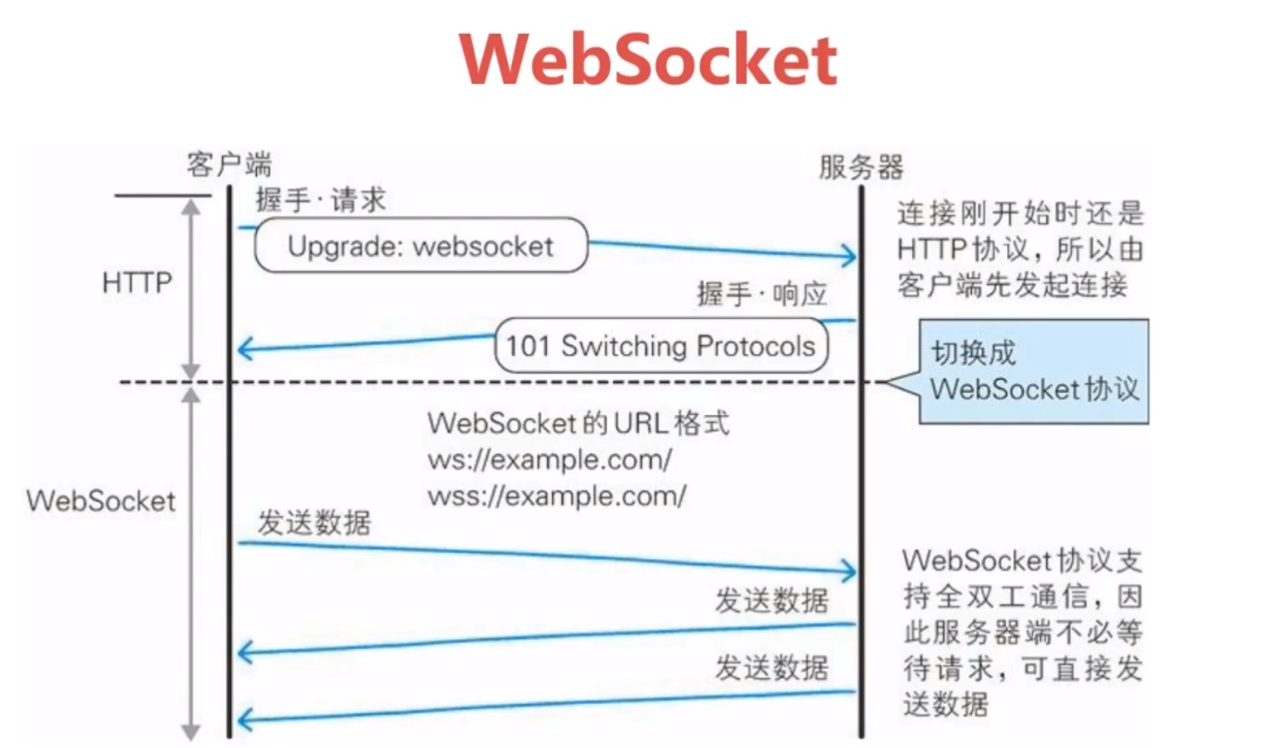 WebSocket
客户端
服务器
握手·请求
Upgrade: websocket
连接刚开始时还是
HTTP协议，所以由
客户端先发起连接
HTTP
握手·响应
101 Switching Protocols
切换成
WebSocket协议
WebSocket的URL格式
ws://example.com/
wss://example.com/
WebSocket
发送数据
WebSocket协议支
持全双工通信，因
此服务器端不必等
待请求，可直接发
送数据
发送数据
发送数据